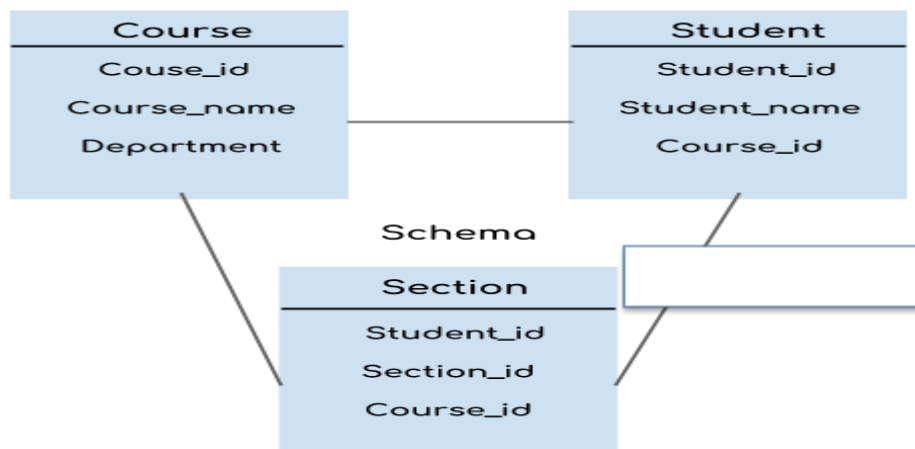 Course
Couse_id
Course_name
Department
Student
Student_id
Student_name
Course_id
Schema
Section
Student_id
Section_id
Course_id